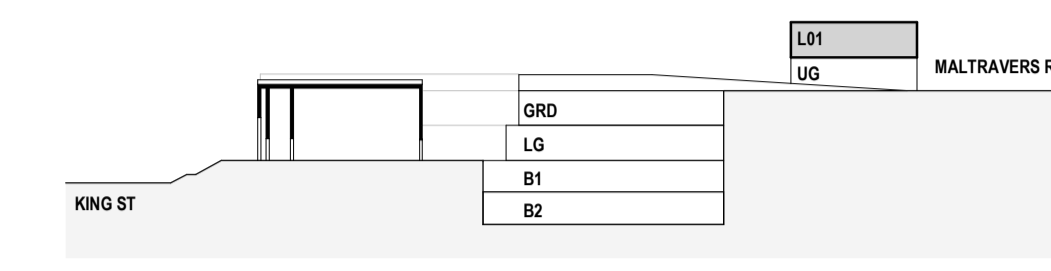 L01
UG
MALTRAVERS R
GRD
LG
B1
KING ST
B2